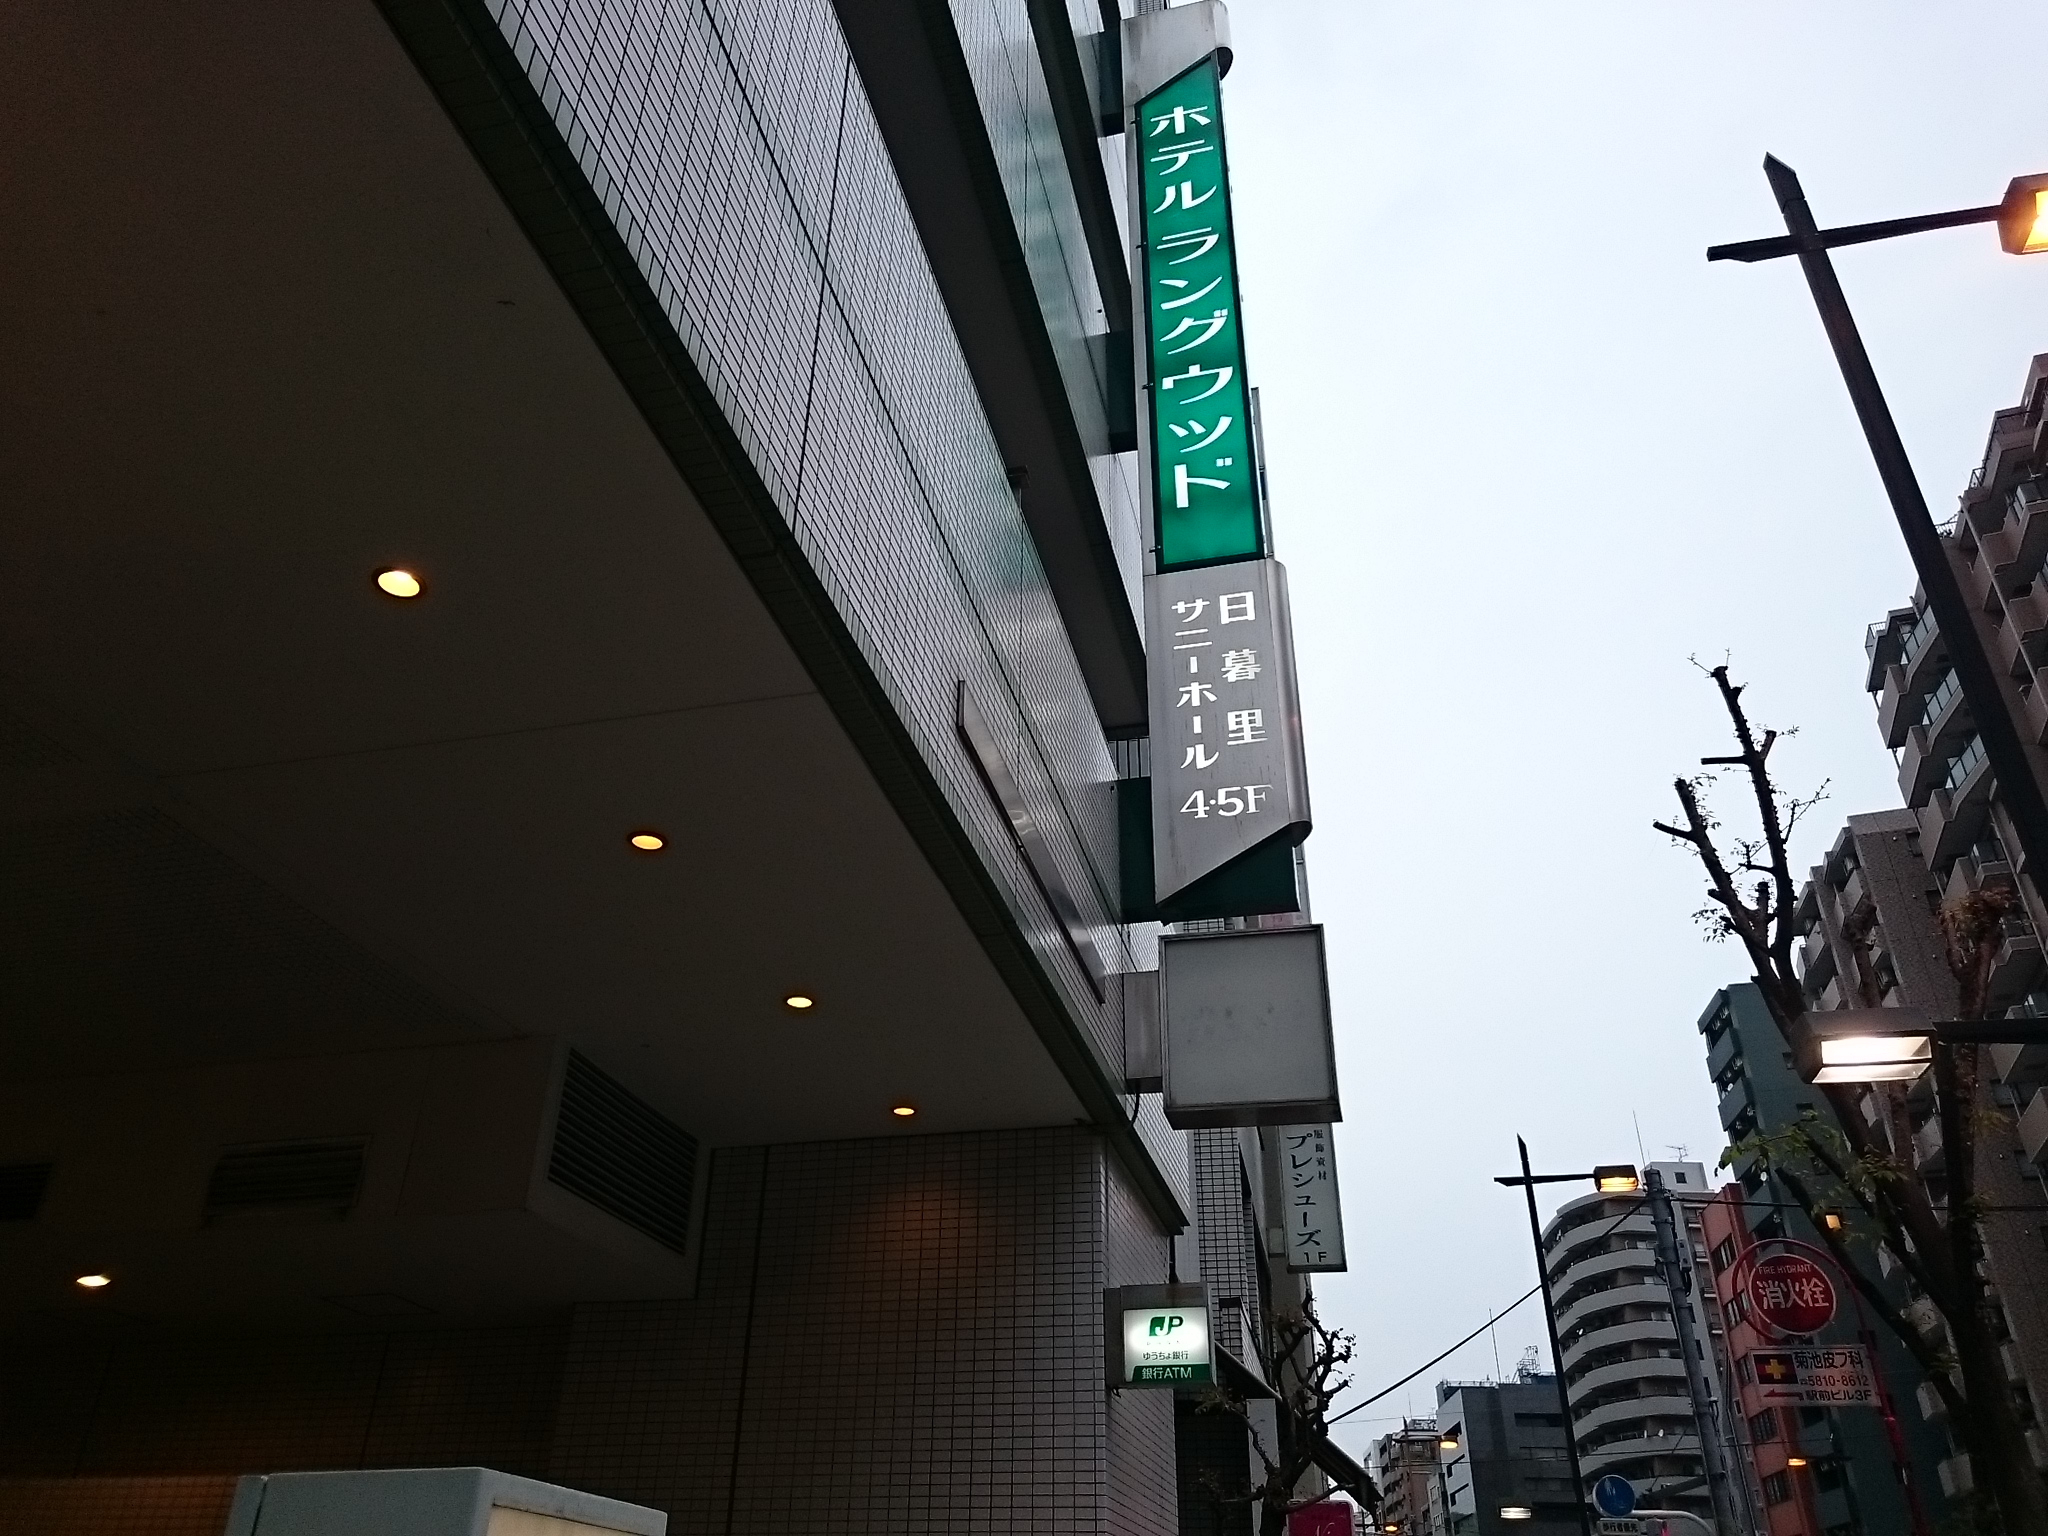 ホテル ラングウッド
日暮里
サニーホール
4・5F
服飾資材
プレシューズ
1F
JP
ゆうちょ銀行
銀行ATM
FIRE HYDRANT
消火栓
菊池皮フ科
5810-8612
駅前ビル3F